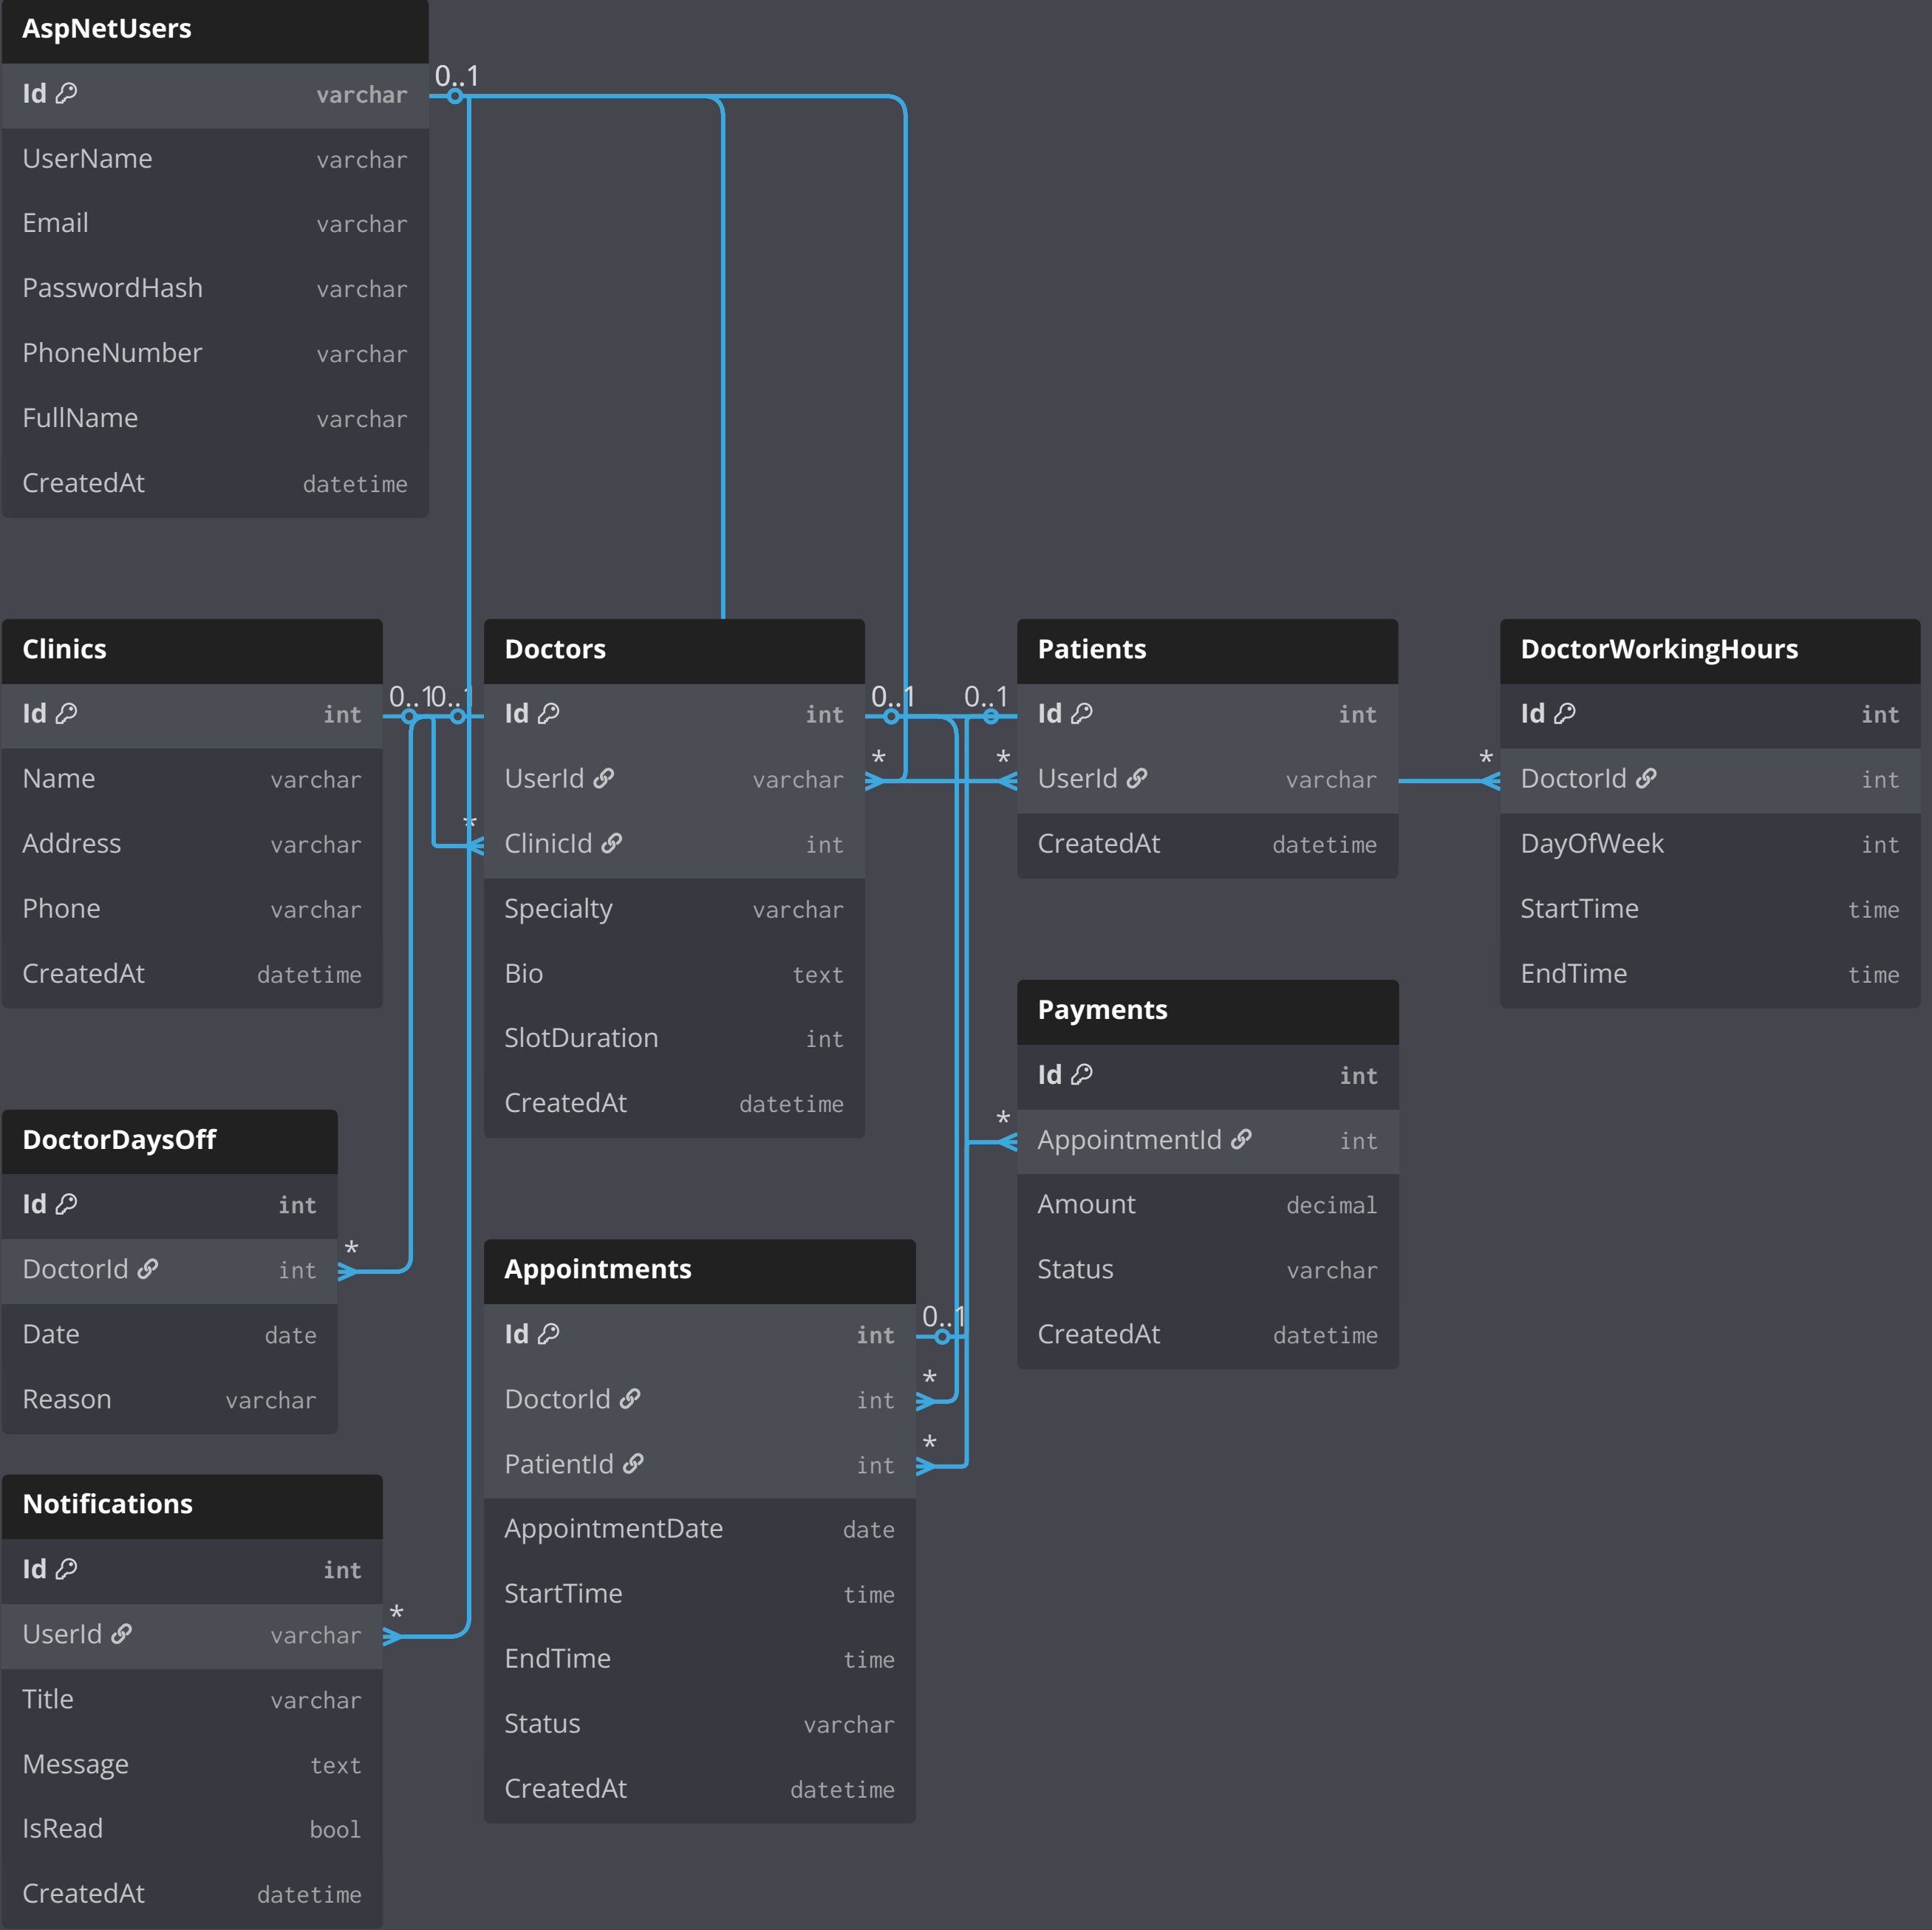 AspNetUsers
Id varchar
0..1
UserName varchar
Email varchar
PasswordHash varchar
PhoneNumber varchar
FullName varchar
CreatedAt datetime
Clinics
Id int
0..1
Name varchar
Address varchar
Phone varchar
CreatedAt datetime
Doctors
0..1
Id int
0..1
UserId varchar
*
*
ClinicId int
Specialty varchar
Bio text
SlotDuration int
CreatedAt datetime
Patients
0..1
Id int
*
UserId varchar
CreatedAt datetime
DoctorWorkingHours
Id int
*
DoctorId int
DayOfWeek int
StartTime time
EndTime time
Payments
Id int
*
AppointmentId int
Amount decimal
Status varchar
CreatedAt datetime
DoctorDaysOff
Id int
*
DoctorId int
Date date
Reason varchar
Appointments
Id int
0..1
DoctorId int
*
PatientId int
*
AppointmentDate date
StartTime time
EndTime time
Status varchar
CreatedAt datetime
Notifications
Id int
*
UserId varchar
Title varchar
Message text
IsRead bool
CreatedAt datetime